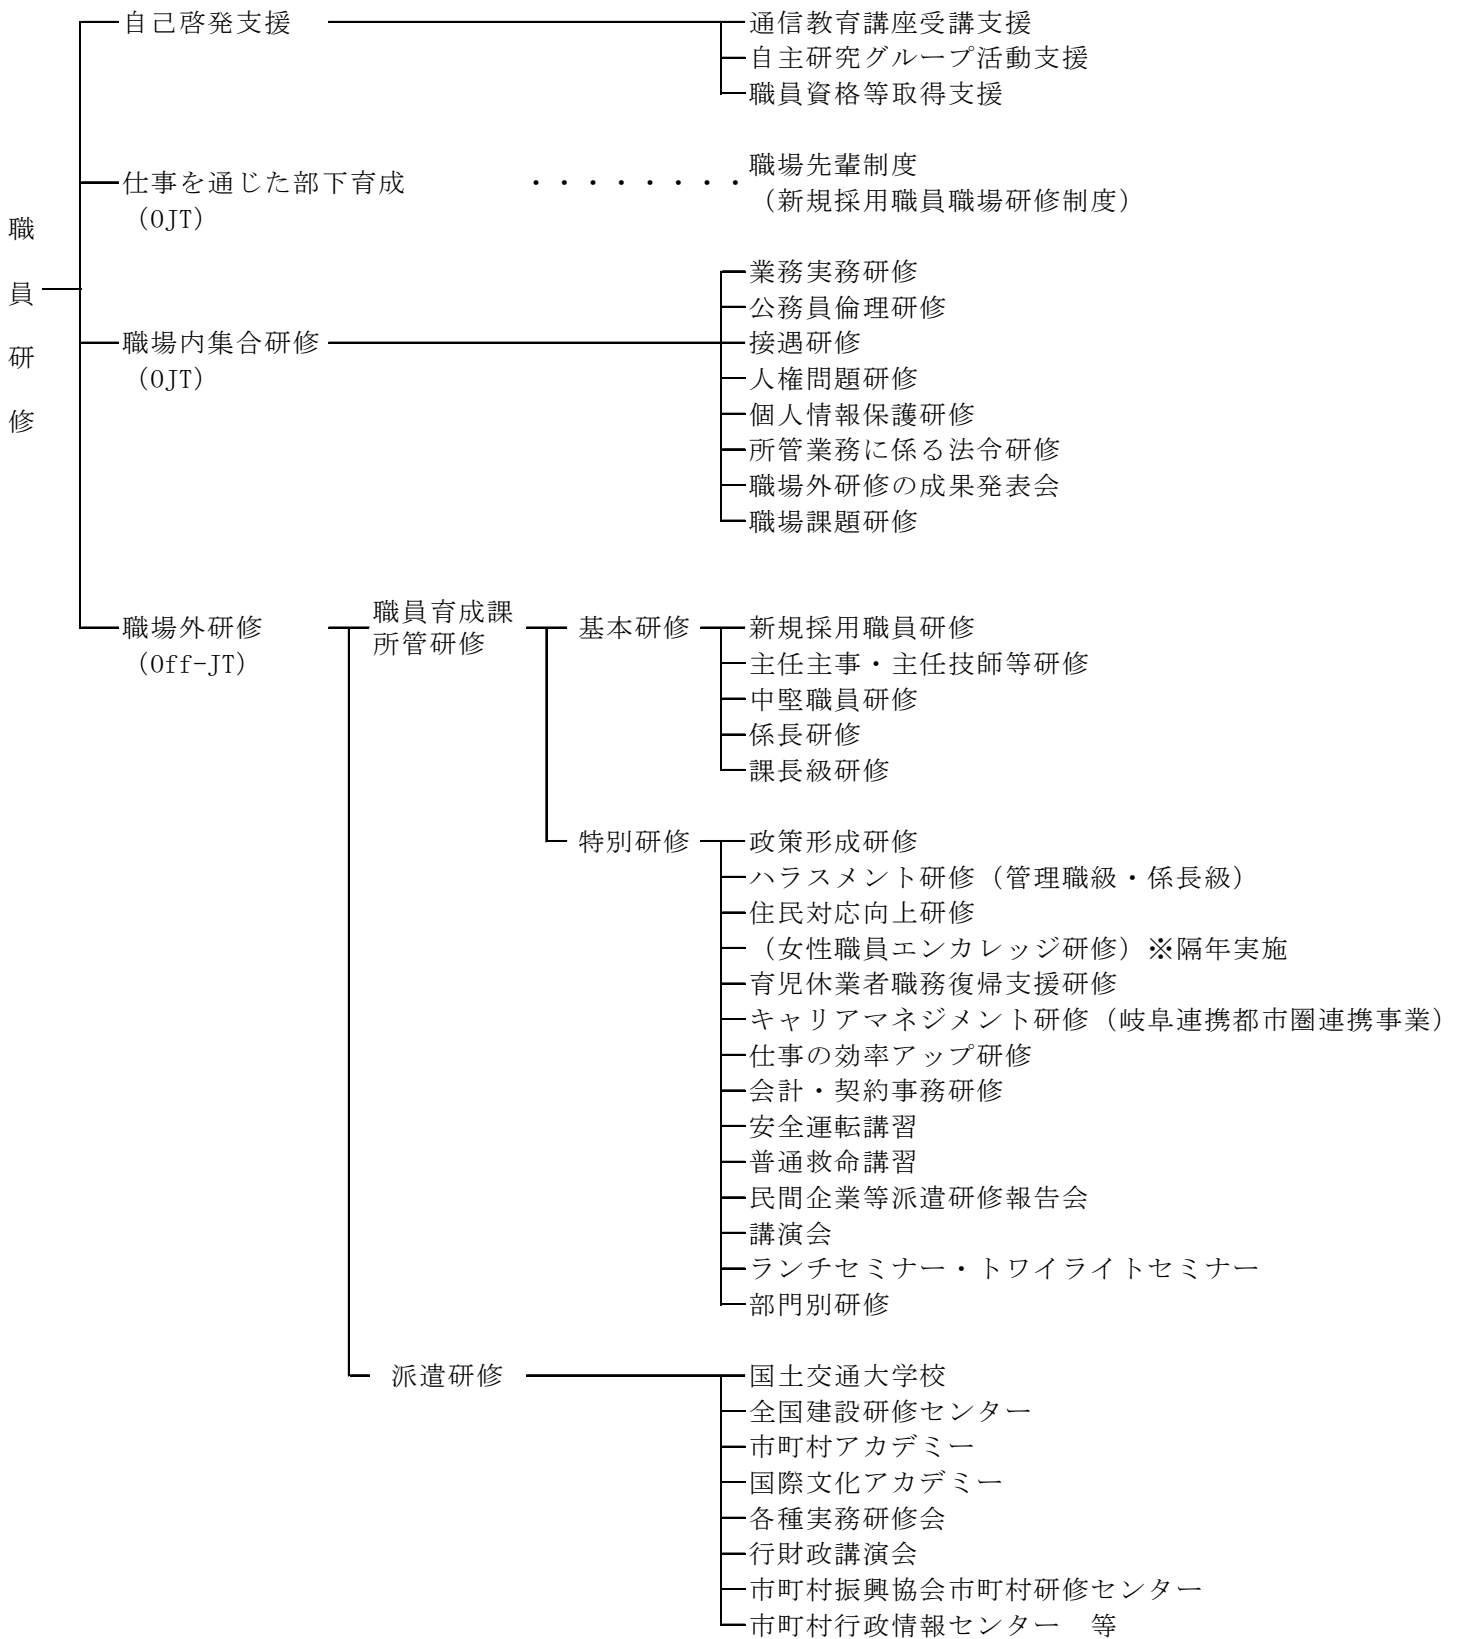 職員研修
自己啓発支援
通信教育講座受講支援
自主研究グループ活動支援
職員資格等取得支援
仕事を通じた部下育成
(OJT)
・・・・・・・・
職場先輩制度
(新規採用職員職場研修制度)
職場内集合研修
(OJT)
業務実務研修
公務員倫理研修
接遇研修
人権問題研修
個人情報保護研修
所管業務に係る法令研修
職場外研修の成果発表会
職場課題研修
職場外研修
(Off-JT)
職員育成課
所管研修
基本研修
新規採用職員研修
主任主事・主任技師等研修
中堅職員研修
係長研修
課長級研修
特別研修
政策形成研修
ハラスメント研修(管理職級・係長級)
住民対応向上研修
(女性職員エンカレッジ研修)※隔年実施
育児休業者職務復帰支援研修
キャリアマネジメント研修(岐阜連携都市圏連携事業)
仕事の効率アップ研修
会計・契約事務研修
安全運転講習
普通救命講習
民間企業等派遣研修報告会
講演会
ランチセミナー・トワイライトセミナー
部門別研修
派遣研修
国土交通大学校
全国建設研修センター
市町村アカデミー
国際文化アカデミー
各種実務研修会
行財政講演会
市町村振興協会市町村研修センター
市町村行政情報センター 等